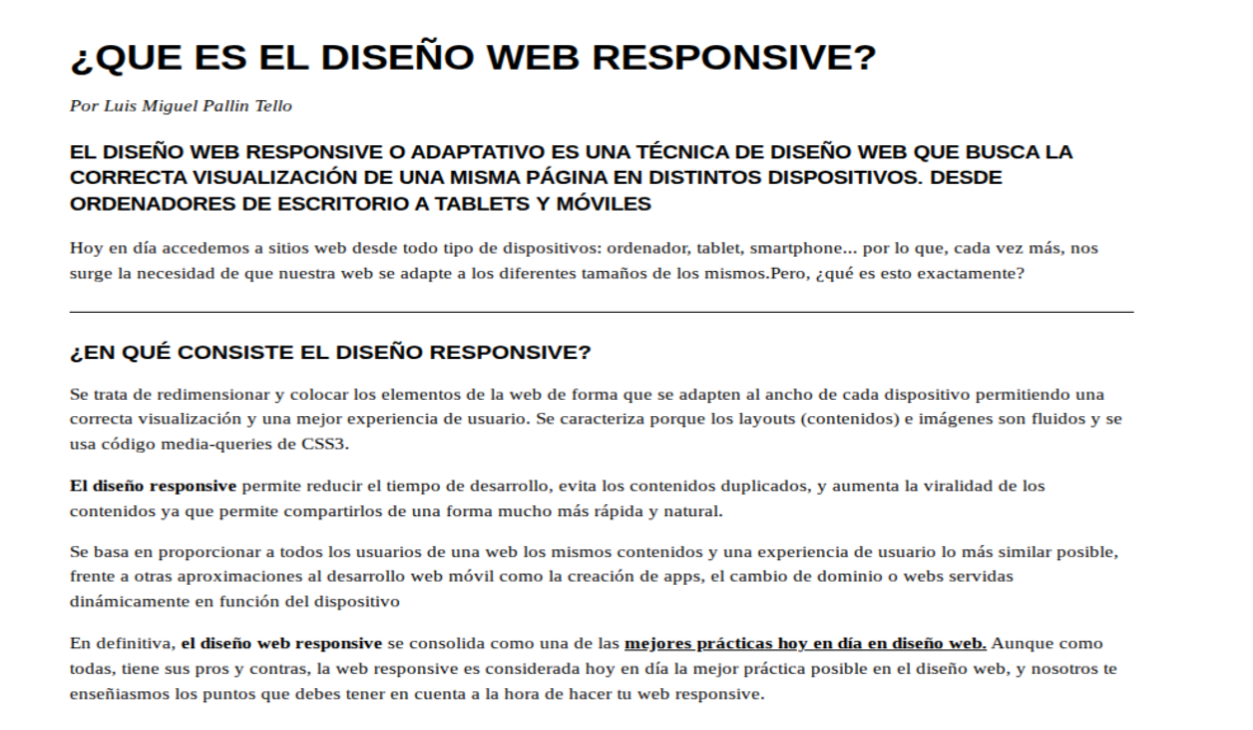 ¿QUE ES EL DISEÑO WEB RESPONSIVE?
Por Luis Miguel Pallin Tello
EL DISEÑO WEB RESPONSIVE O ADAPTATIVO ES UNA TÉCNICA DE DISEÑO WEB QUE BUSCA LA
CORRECTA VISUALIZACIÓN DE UNA MISMA PÁGINA EN DISTINTOS DISPOSITIVOS. DESDE
ORDENADORES DE ESCRITORIO A TABLETS Y MÓVILES
Hoy en día accedemos a sitios web desde todo tipo de dispositivos: ordenador, tablet, smartphone... por lo que, cada vez más, nos
surge la necesidad de que nuestra web se adapte a los diferentes tamaños de los mismos.Pero, ¿qué es esto exactamente?
¿EN QUÉ CONSISTE EL DISEÑO RESPONSIVE?
Se trata de redimensionar y colocar los elementos de la web de forma que se adapten al ancho de cada dispositivo permitiendo una
correcta visualización y una mejor experiencia de usuario. Se caracteriza porque los layouts (contenidos) e imágenes son fluidos y se
usa código media-queries de CSS3.
El diseño responsive permite reducir el tiempo de desarrollo, evita los contenidos duplicados, y aumenta la viralidad de los
contenidos ya que permite compartirlos de una forma mucho más rápida y natural.
Se basa en proporcionar a todos los usuarios de una web los mismos contenidos y una experiencia de usuario lo más similar posible,
frente a otras aproximaciones al desarrollo web móvil como la creación de apps, el cambio de dominio o webs servidas
dinámicamente en función del dispositivo
En definitiva, el diseño web responsive se consolida como una de las mejores prácticas hoy en día en diseño web. Aunque como
todas, tiene sus pros y contras, la web responsive es considerada hoy en día la mejor práctica posible en el diseño web, y nosotros te
enseñiasmos los puntos que debes tener en cuenta a la hora de hacer tu web responsive.